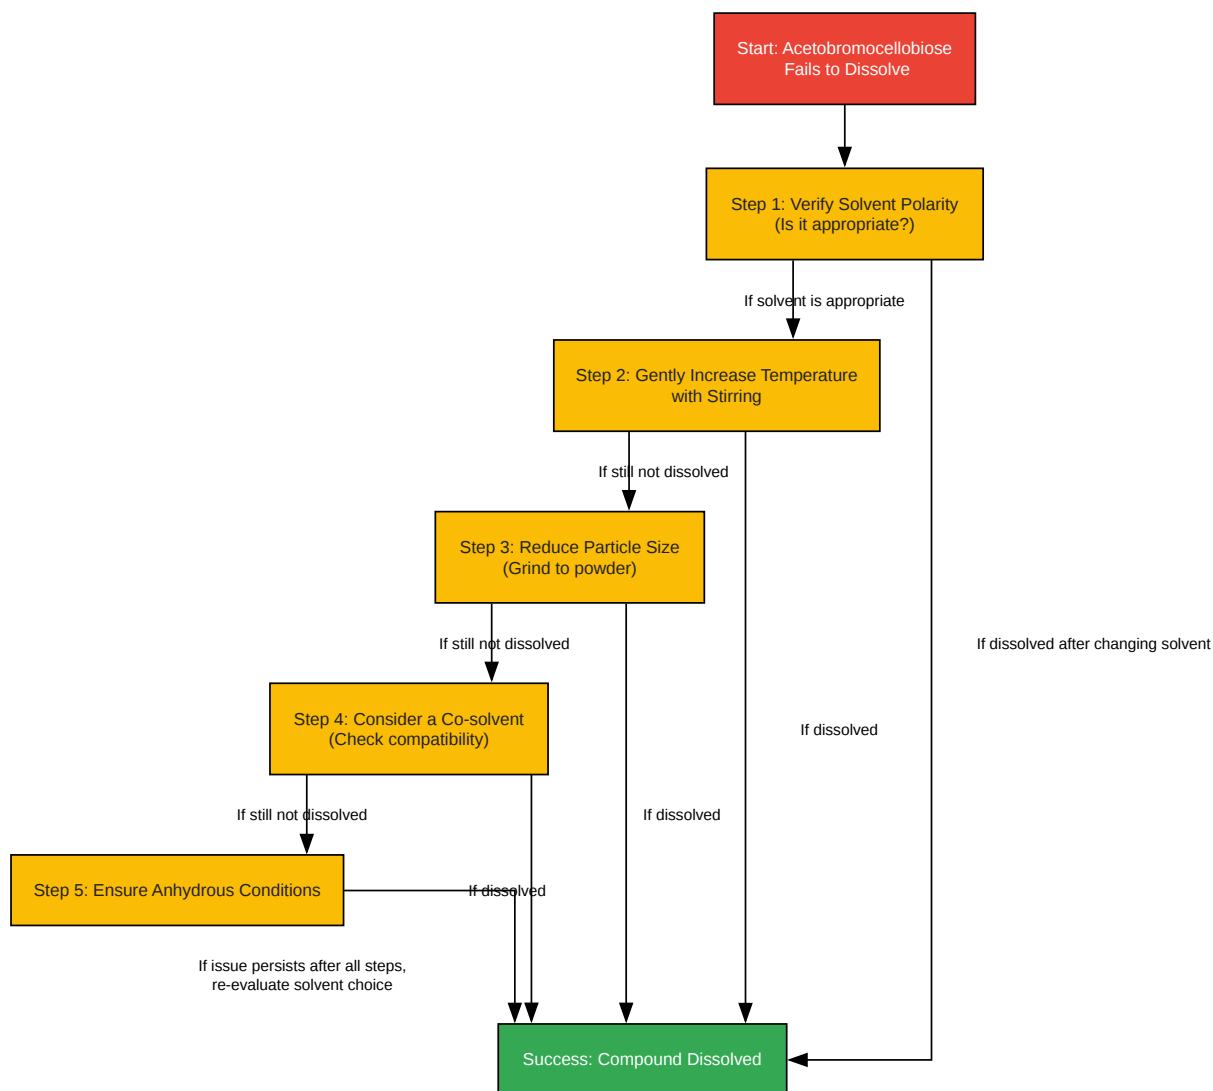 Start: Acetobromocellobiose
Fails to Dissolve
Step 1: Verify Solvent Polarity
(Is it appropriate?)
If solvent is appropriate
Step 2: Gently Increase Temperature
with Stirring
If still not dissolved
Step 3: Reduce Particle Size
(Grind to powder)
If still not dissolved
If dissolved after changing solvent
Step 4: Consider a Co-solvent
(Check compatibility)
If dissolved
If still not dissolved
If dissolved
Step 5: Ensure Anhydrous Conditions
If dissolved
If issue persists after all steps,
re-evaluate solvent choice
Success: Compound Dissolved